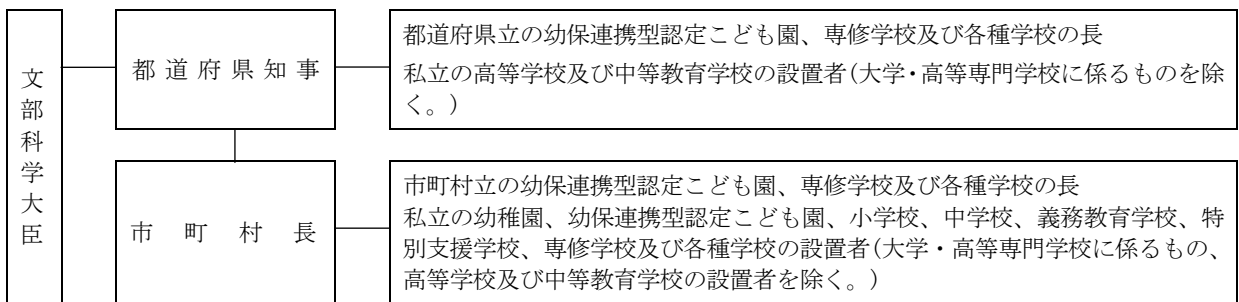 文部科学大臣
都道府県知事
都道府県立の幼保連携型認定こども園、専修学校及び各種学校の長
私立の高等学校及び中等教育学校の設置者(大学・高等専門学校に係るものを除
く。)
市町村長
市町村立の幼保連携型認定こども園、専修学校及び各種学校の長
私立の幼稚園、幼保連携型認定こども園、小学校、中学校、義務教育学校、特
別支援学校、専修学校及び各種学校の設置者(大学・高等専門学校に係るもの、
高等学校及び中等教育学校の設置者を除く。)